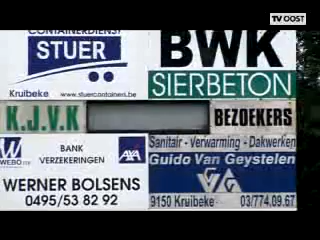 TV OOST
CONTAINERDIENST
STUER
Kruibeke www.stuercontainers.be
BWK
SIERBETON
K.J.V.K
BEZOEKERS
WEBO
BANK
VERZEKERINGEN
AXA
WERNER BOLSENS
0495/53 82 92
Sanitair - Verwarming - Dakwerken
Guido Van Geystelen
9150 Kruibeke 03/774.09.67